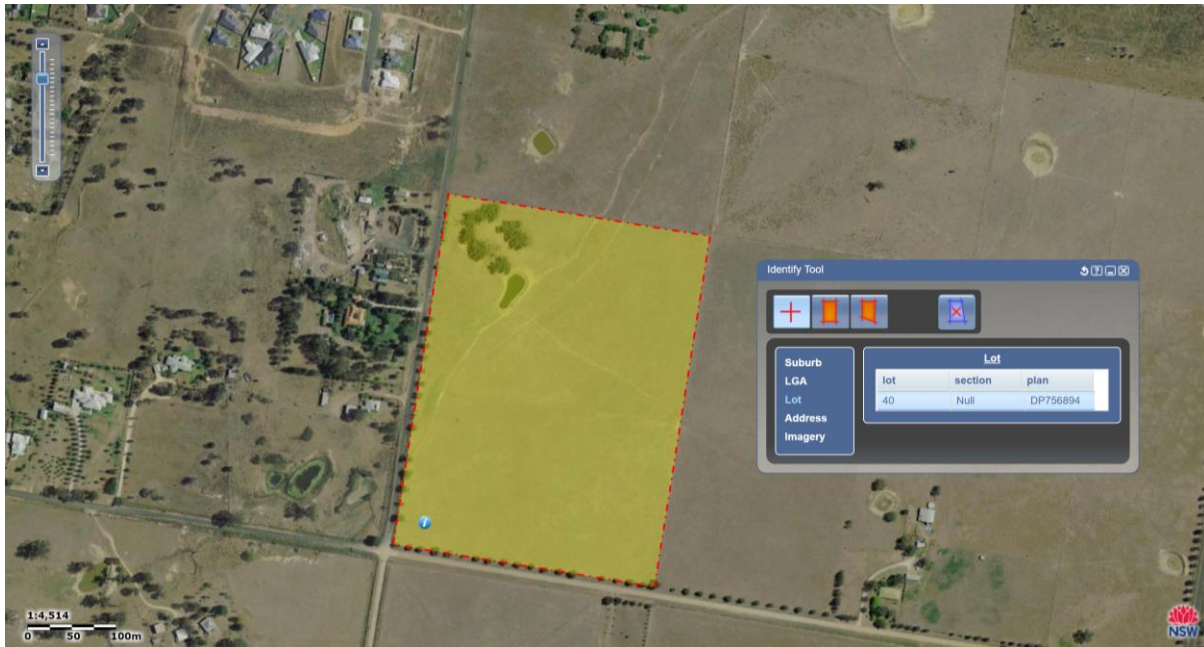 Identify Tool
Suburb
LGA
Lot
Address
Imagery
Lot
lot section plan
40 Null DP756894
1:4,514
0 50 100m
NSW